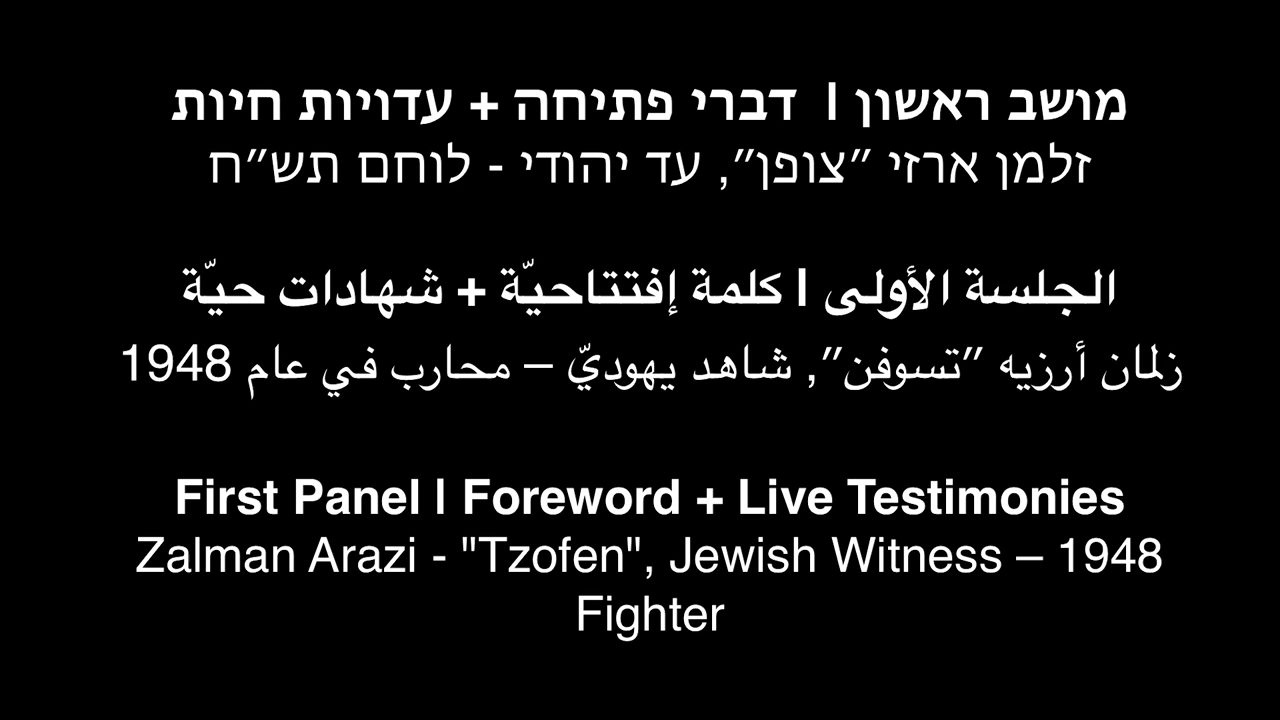 מושב ראשון | דברי פתיחה + עדויות חיות
זלמן ארזי ״צופן״, עד יהודי - לוחם תש״ח
الجلسة الأولى | كلمة إفتتاحيّة + شهادات حيّة
زلمان أرزيه ״تسوفن״, شاهد يهوديّ – محارب في عام 1948
First Panel | Foreword + Live Testimonies
Zalman Arazi - "Tzofen", Jewish Witness – 1948
Fighter